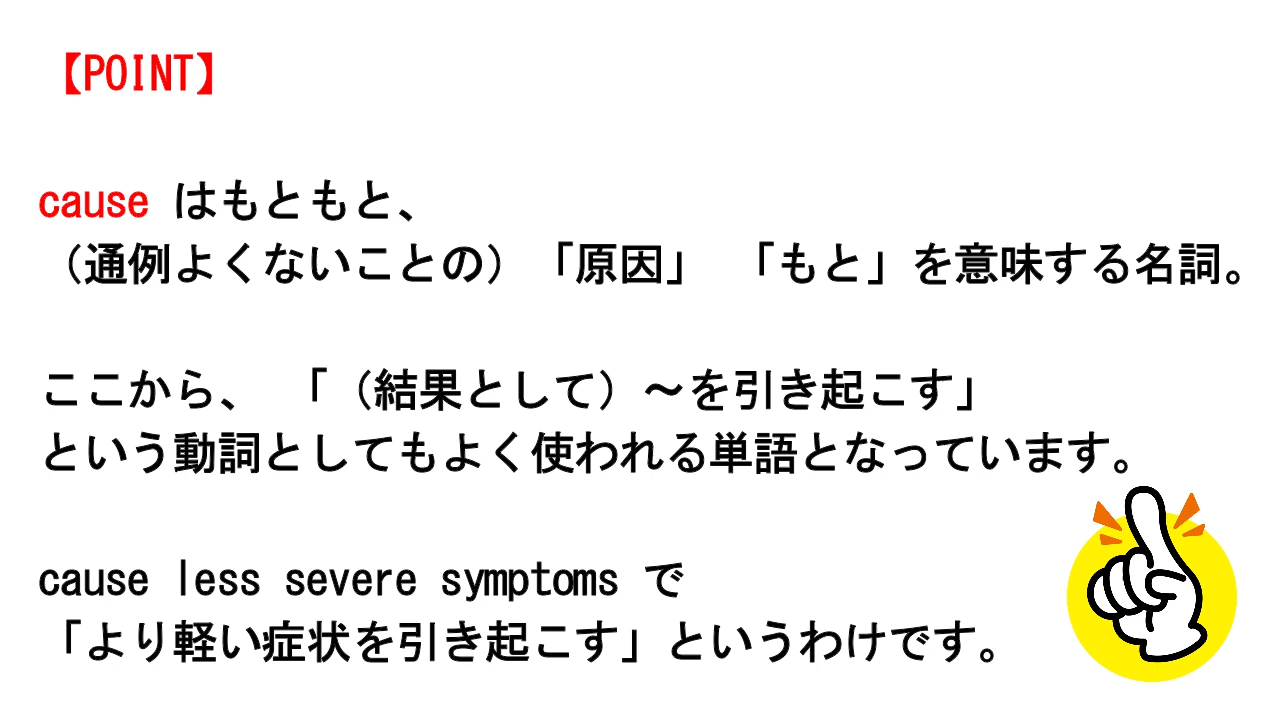 【POINT】
cause はもともと、
（通例よくないことの）「原因」 「もと」を意味する名詞。
ここから、 「（結果として）～を引き起こす」
という動詞としてもよく使われる単語となっています。
cause less severe symptoms で
「より軽い症状を引き起こす」というわけです。